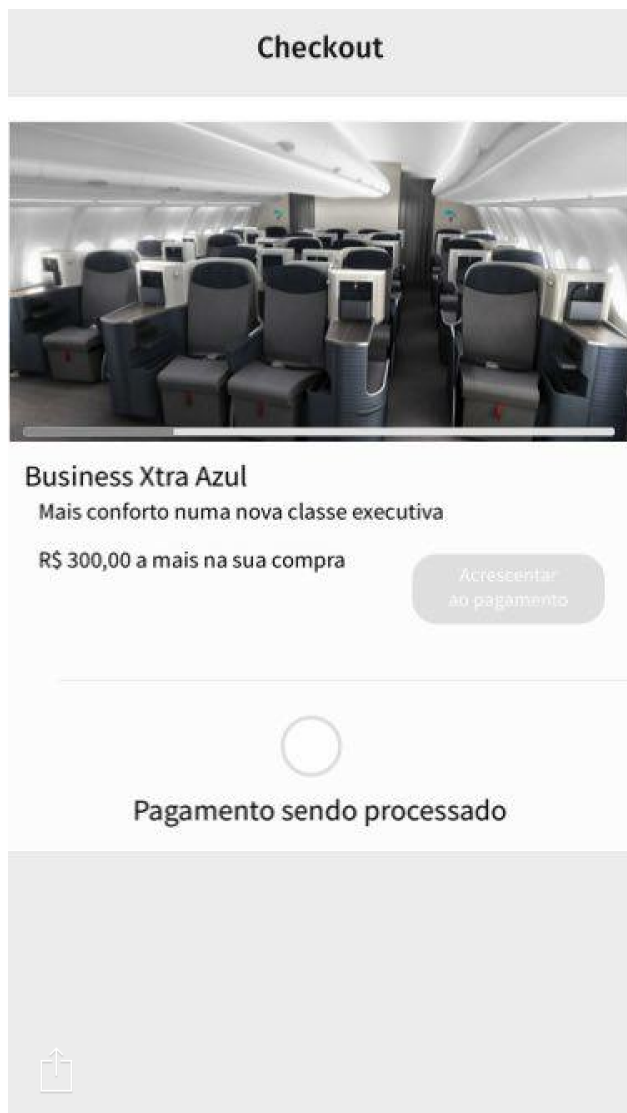 Checkout
Business Xtra Azul
Mais conforto numa nova classe executiva
R$ 300,00 a mais na sua compra
Acrescentar
ao pagamento
Pagamento sendo processado